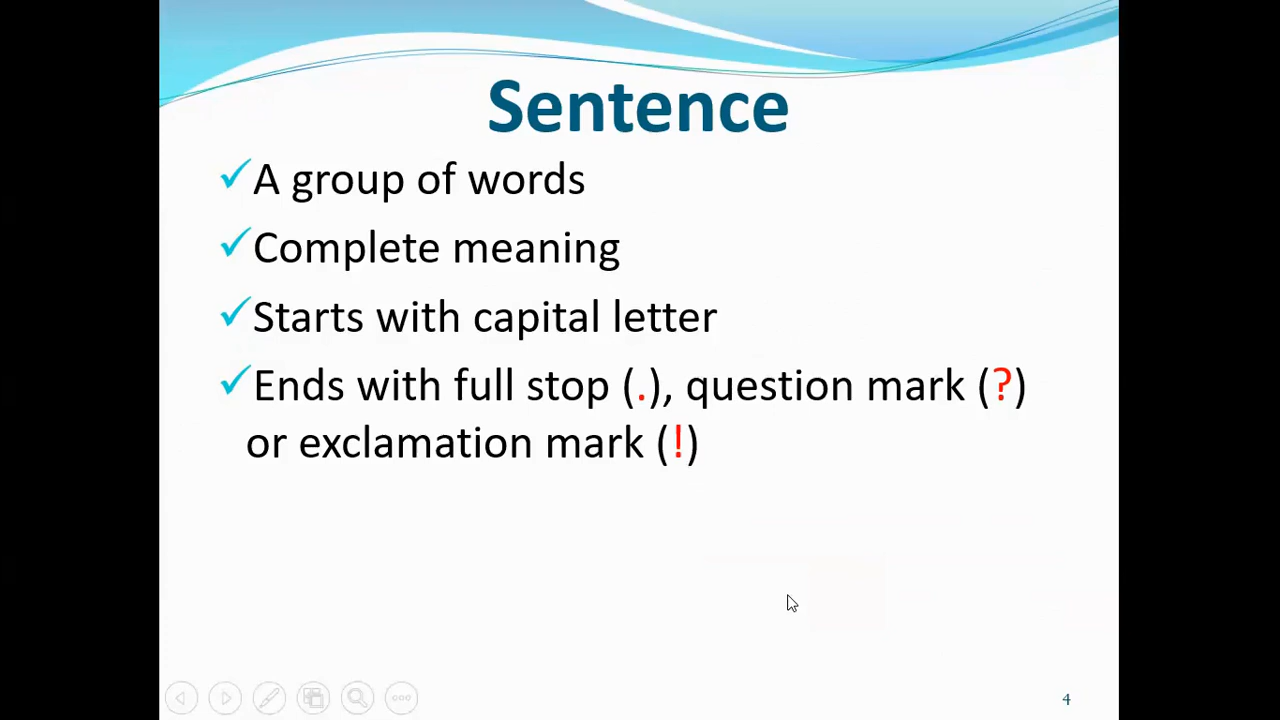 Sentence
✓A group of words
✓Complete meaning
✓Starts with capital letter
✓Ends with full stop (.), question mark (?)
or exclamation mark (!)
4